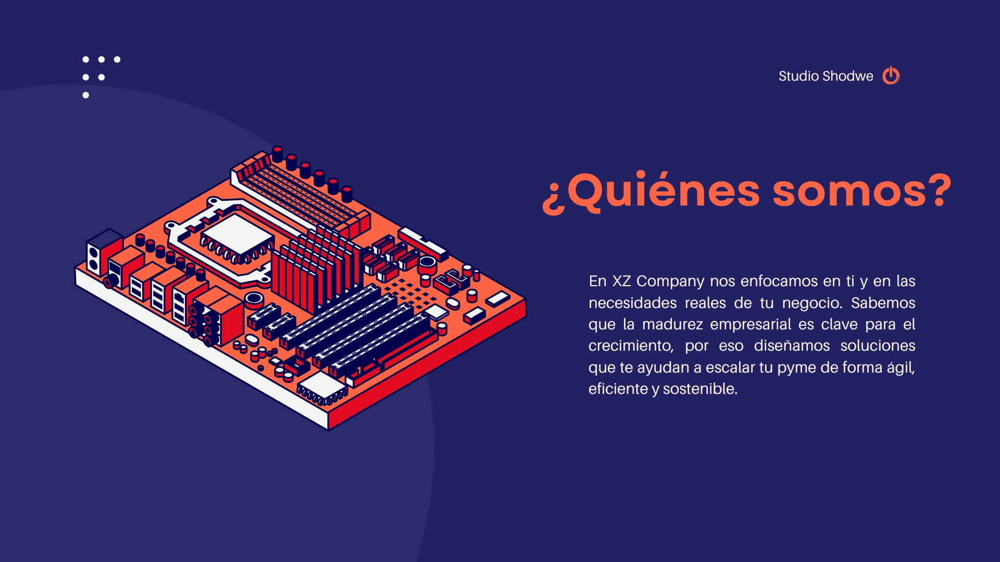 Studio Shodwe
¿Quiénes somos?
En XZ Company nos enfocamos en ti y en las
necesidades reales de tu negocio. Sabemos
que la madurez empresarial es clave para el
crecimiento, por eso diseñamos soluciones
que te ayudan a escalar tu pyme de forma ágil,
eficiente y sostenible.